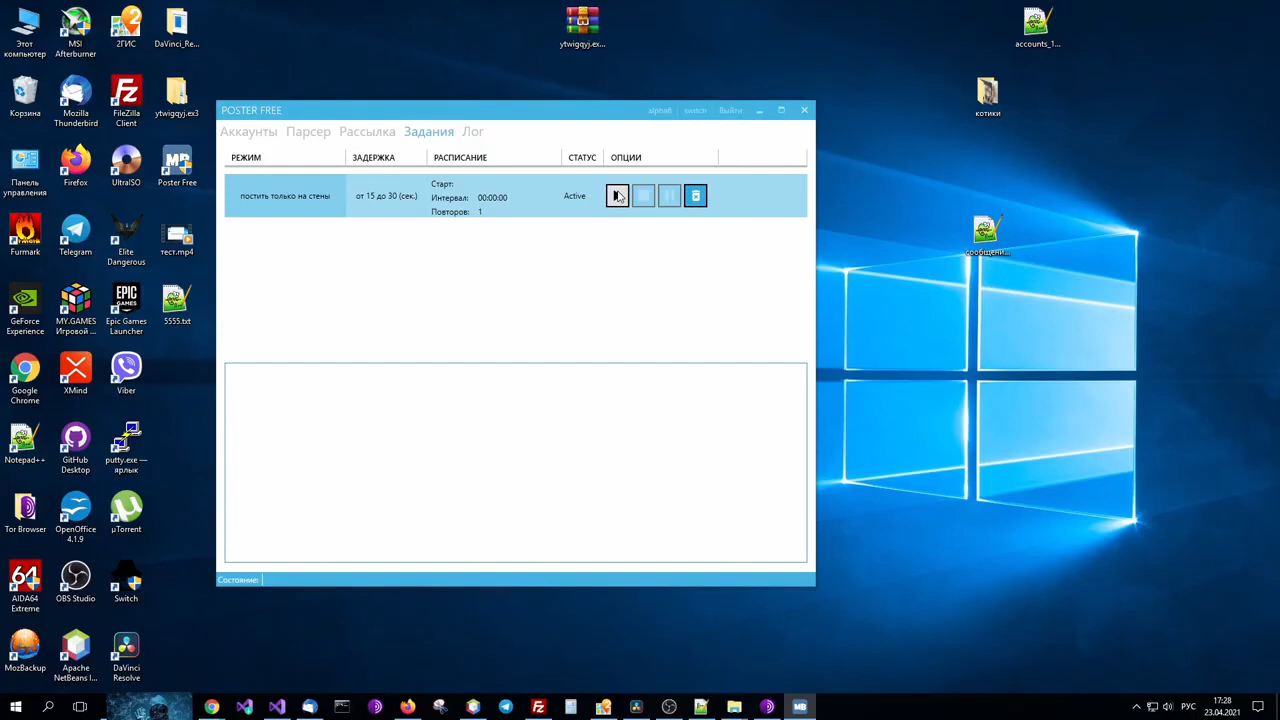 Этот
компьютер
MSI
Afterburner
2ГИС
DaVinci_Re...
ytwigqyj.ex...
accounts_1...
Корзина
Mozilla
Thunderbird
FileZilla
Client
ytwigqyj.ex3
котики
Панель
управления
Firefox
UltraISO
Poster Free
Furmark
Telegram
Elite
Dangerous
тест.mp4
сообщени...
GeForce
Experience
MY.GAMES
Игровой ...
Epic Games
Launcher
5555.txt
Google
Chrome
XMind
Viber
Notepad++
GitHub
Desktop
putty.exe —
ярлык
Tor Browser
OpenOffice
4.1.9
µTorrent
AIDA64
Extreme
OBS Studio
Switch
MozBackup
Apache
NetBeans I...
DaVinci
Resolve
POSTER FREE
switch
Выйти
Аккаунты Парсер Рассылка Задания Лог
РЕЖИМ ЗАДЕРЖКА РАСПИСАНИЕ СТАТУС ОПЦИИ
постить только на стены
от 15 до 30 (сек.)
Старт:
Интервал: 00:00:00
Повторов: 1
Active
Состояние:
РУС
17:28
23.04.2021